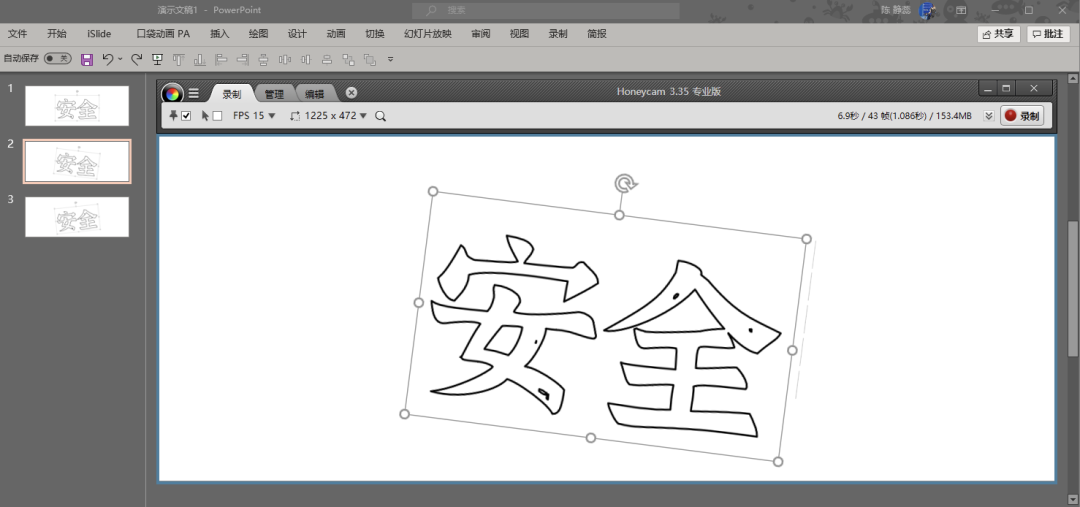 演示文稿1 - PowerPoint
搜索
陈 静磊
文件 开始 iSlide 口袋动画 PA 插入 绘图 设计 动画 切换 幻灯片放映 审阅 视图 录制 简报
共享 批注
自动保存 关
1 安全
2 安全
3 安全
录制 管理 编辑
Honeycam 3.35 专业版
FPS 15 1225 x 472
6.9秒 / 43 帧(1.086秒) / 153.4MB
录制
安全